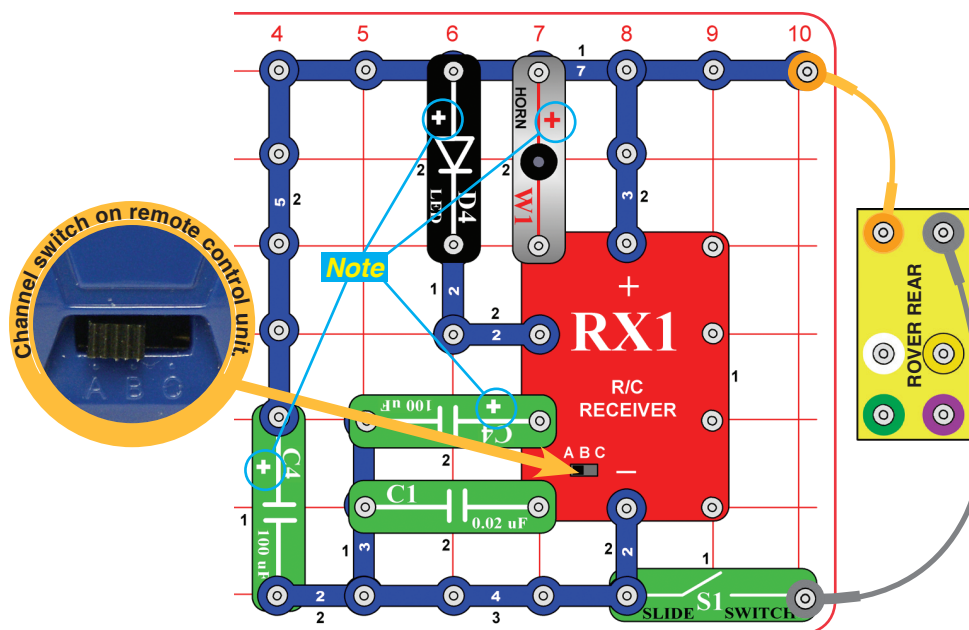 4 5 6 7 8 9 10
1
7
+
HORN
+
2
D4
LED
2
W1
3
2
5
2
Channel switch on remote control unit.
Note
A B C
1
2
2
2
+
RX1
R/C
RECEIVER
1
A B C
−
ROVER REAR
100 uF
+
C4
2
C4
+
100 uF
1
C1
0.02 uF
2
1
3
2
2
1
2
2
4
3
S1
SLIDE SWITCH